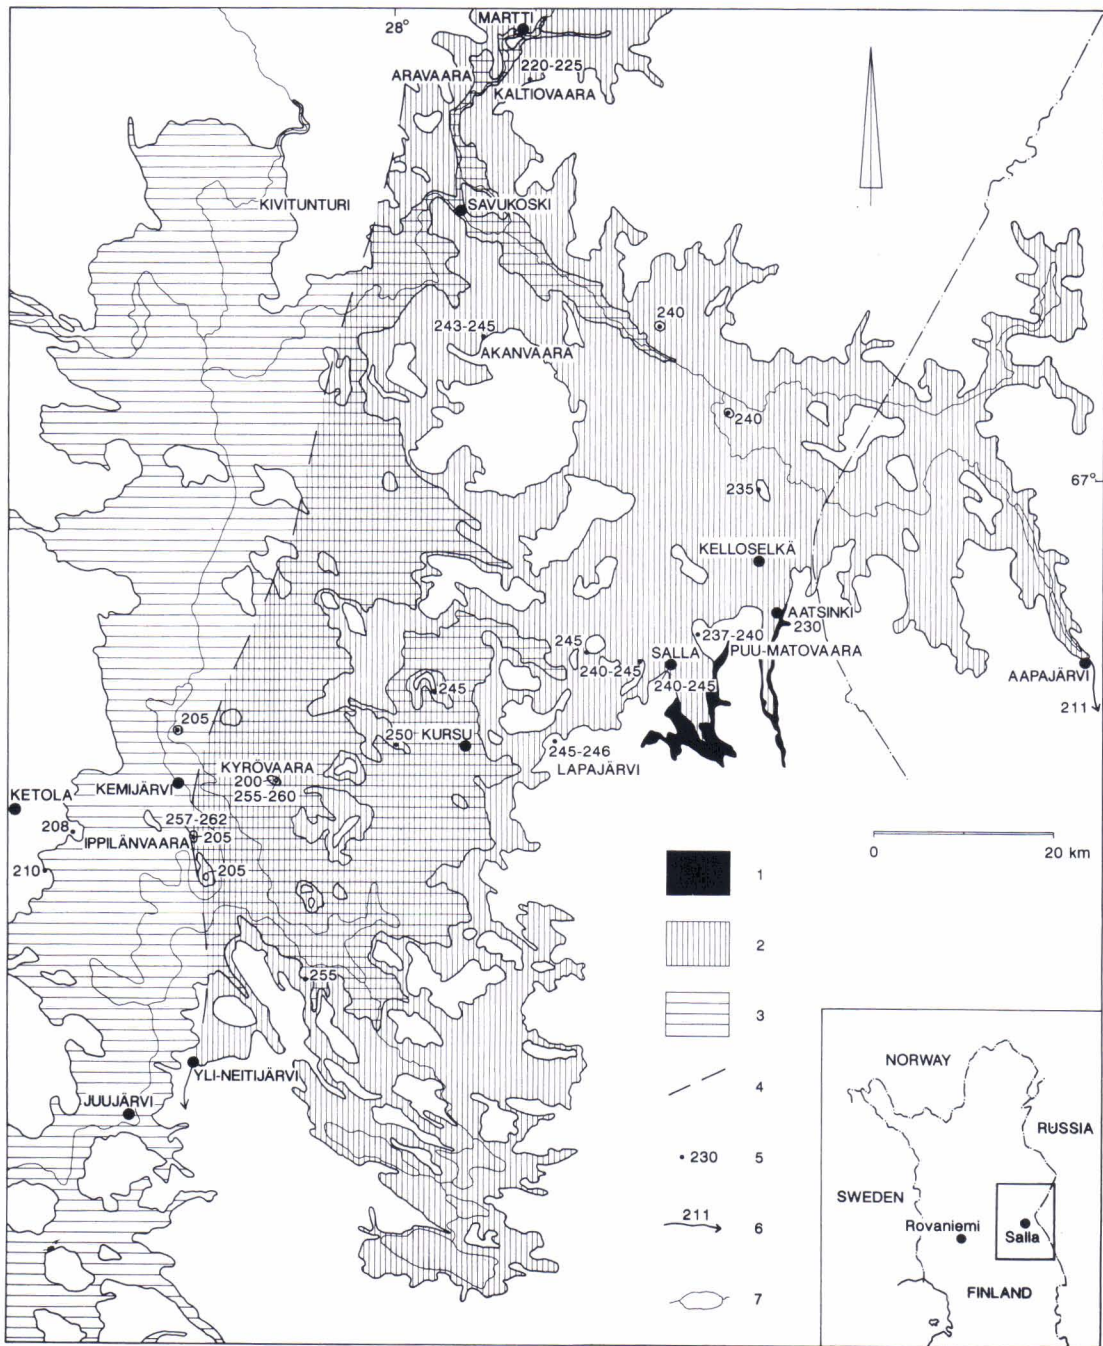 28°
MARTTI
ARAVAARA
220-225
KALTIOVAARA
KIVITUNTURI
SAVUKOSKI
243-245
AKANVAARA
240
240
235
67°
KELLOSELKÄ
AATSINKI
230
237-240
PUU-MATOVAARA
245
SALLA
240-245
240-245
AAPAJÄRVI
211
245
205
250
KURSU
245-246
LAPAJÄRVI
KYRÖVAARA
200
255-260
KEMIJÄRVI
KETOLA
257-262
208
IPPILÄNVAARA
205
210
205
0
20 km
1
2
3
255
YLI-NEITIJÄRVI
4
JUUJÄRVI
230
5
211
6
7
NORWAY
RUSSIA
SWEDEN
Rovaniemi
Salla
FINLAND